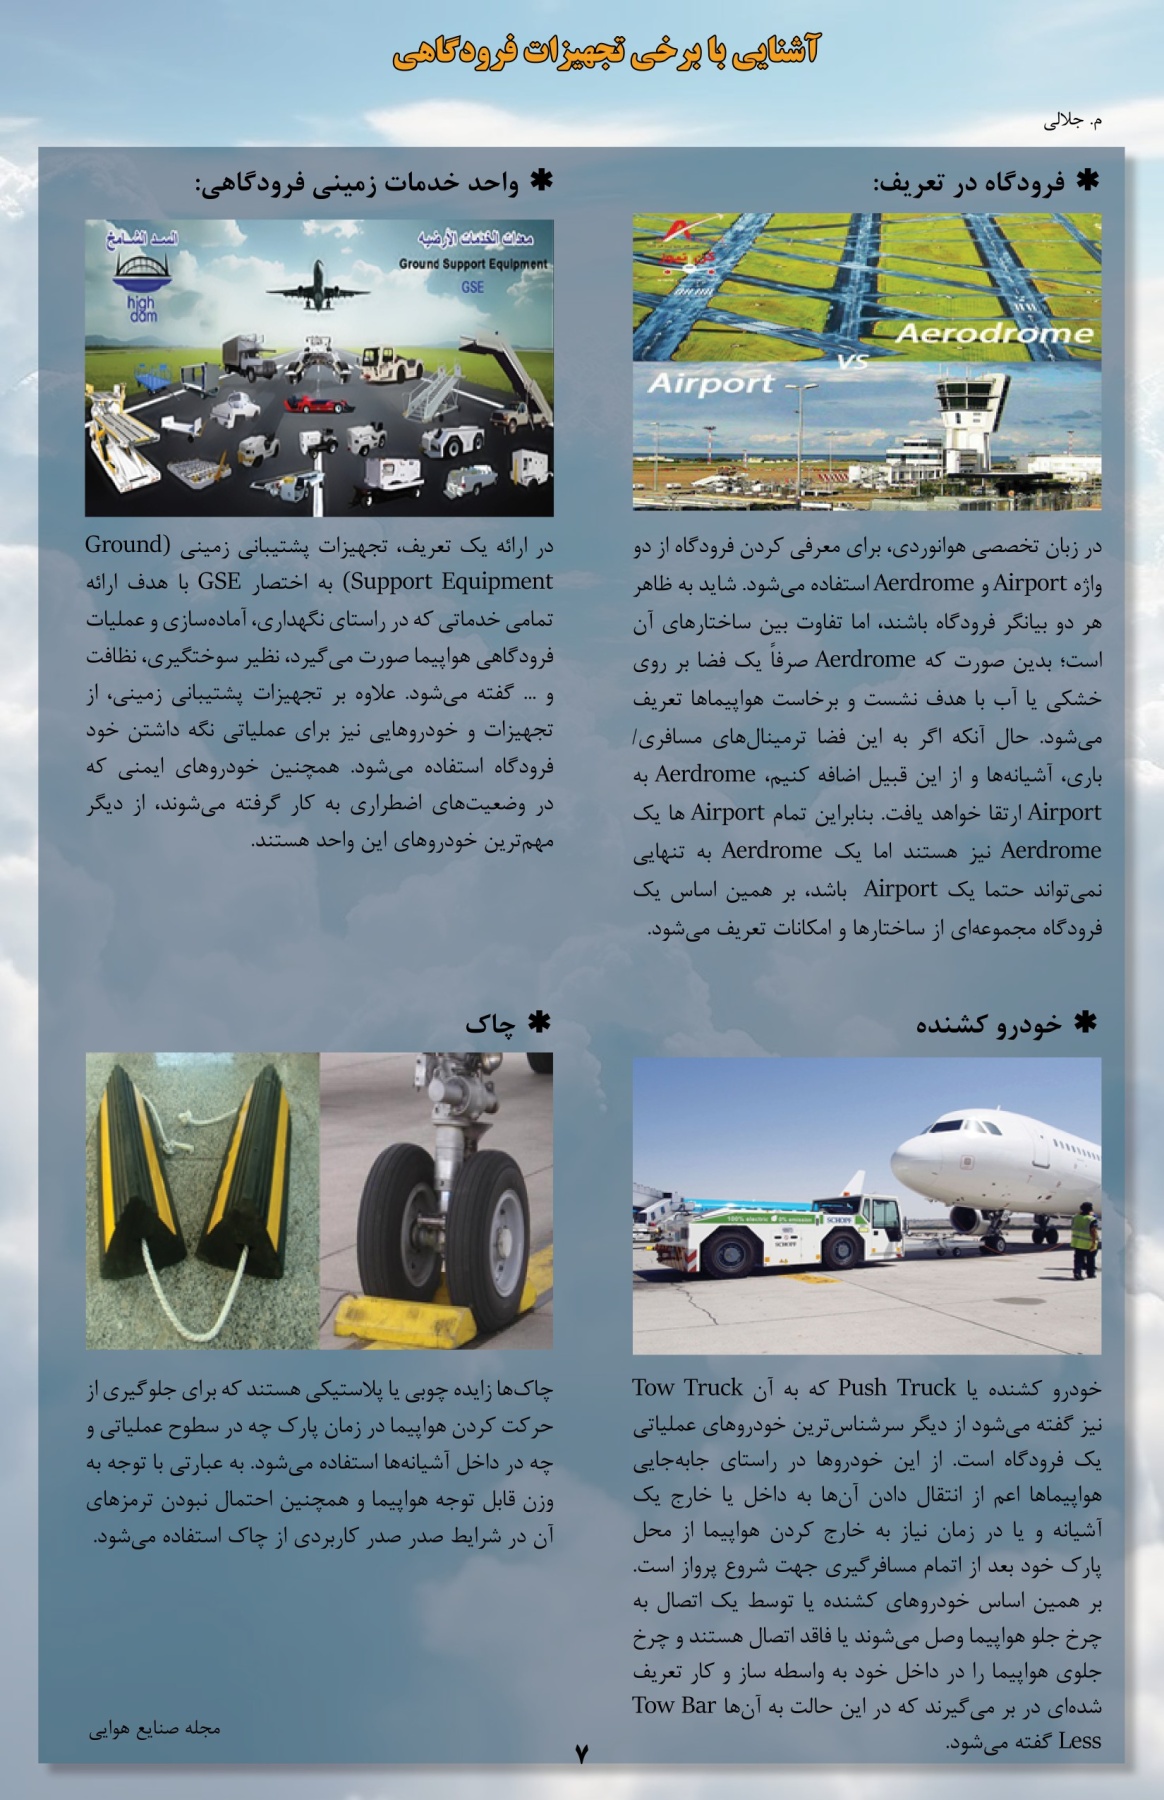 آشنایی با برخی تجهیزات فرودگاهی
م. جلالی
✱ فرودگاه در تعریف:
Aerodrome
vs
Airport
در زبان تخصصی هوانوردی، برای معرفی کردن فرودگاه از دو
واژه Airport و Aerdrome استفاده می‌شود. شاید به ظاهر
هر دو بیانگر فرودگاه باشند، اما تفاوت بین ساختارهای آن
است؛ بدین صورت که Aerdrome صرفاً یک فضا بر روی
خشکی یا آب با هدف نشست و برخاست هواپیماها تعریف
می‌شود. حال آنکه اگر به این فضا ترمینال‌های مسافری/
باری، آشیانه‌ها و از این قبیل اضافه کنیم، Aerdrome به
Airport ارتقا خواهد یافت. بنابراین تمام Airport ها یک
Aerdrome نیز هستند اما یک Aerdrome به تنهایی
نمی‌تواند حتما یک Airport باشد، بر همین اساس یک
فرودگاه مجموعه‌ای از ساختارها و امکانات تعریف می‌شود.
✱ واحد خدمات زمینی فرودگاهی:
السد الشامخ
high
dam
معدات الخدمات الأرضيه
Ground Support Equipment
GSE
در ارائه یک تعریف، تجهیزات پشتیبانی زمینی (Ground
Support Equipment) به اختصار GSE با هدف ارائه
تمامی خدماتی که در راستای نگهداری، آماده‌سازی و عملیات
فرودگاهی هواپیما صورت می‌گیرد، نظیر سوختگیری، نظافت
و ... گفته می‌شود. علاوه بر تجهیزات پشتیبانی زمینی، از
تجهیزات و خودروهایی نیز برای عملیاتی نگه داشتن خود
فرودگاه استفاده می‌شود. همچنین خودروهای ایمنی که
در وضعیت‌های اضطراری به کار گرفته می‌شوند، از دیگر
مهم‌ترین خودروهای این واحد هستند.
✱ خودرو کشنده
100% electric 0% emission
SCHOPF
SCHOPF
خودرو کشنده یا Push Truck که به آن Tow Truck
نیز گفته می‌شود از دیگر سرشناس‌ترین خودروهای عملیاتی
یک فرودگاه است. از این خودروها در راستای جابه‌جایی
هواپیماها اعم از انتقال دادن آن‌ها به داخل یا خارج یک
آشیانه و یا در زمان نیاز به خارج کردن هواپیما از محل
پارک خود بعد از اتمام مسافرگیری جهت شروع پرواز است.
بر همین اساس خودروهای کشنده یا توسط یک اتصال به
چرخ جلو هواپیما وصل می‌شوند یا فاقد اتصال هستند و چرخ
جلوی هواپیما را در داخل خود به واسطه ساز و کار تعریف
شده‌ای در بر می‌گیرند که در این حالت به آن‌ها Tow Bar
Less گفته می‌شود.
✱ چاک
چاک‌ها زایده چوبی یا پلاستیکی هستند که برای جلوگیری از
حرکت کردن هواپیما در زمان پارک چه در سطوح عملیاتی و
چه در داخل آشیانه‌ها استفاده می‌شود. به عبارتی با توجه به
وزن قابل توجه هواپیما و همچنین احتمال نبودن ترمزهای
آن در شرایط صدر صدر کاربردی از چاک استفاده می‌شود.
مجله صنایع هوایی
۷